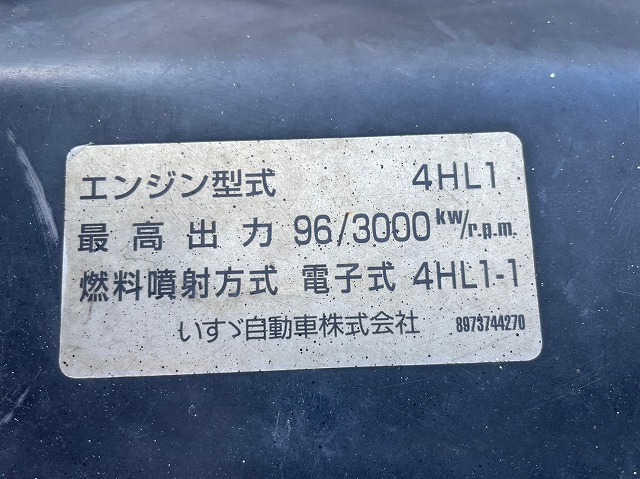 エンジン型式 4HL1
最高出力 96/3000 kw/r.p.m.
燃料噴射方式 電子式 4HL1-1
いすゞ自動車株式会社 8973744270